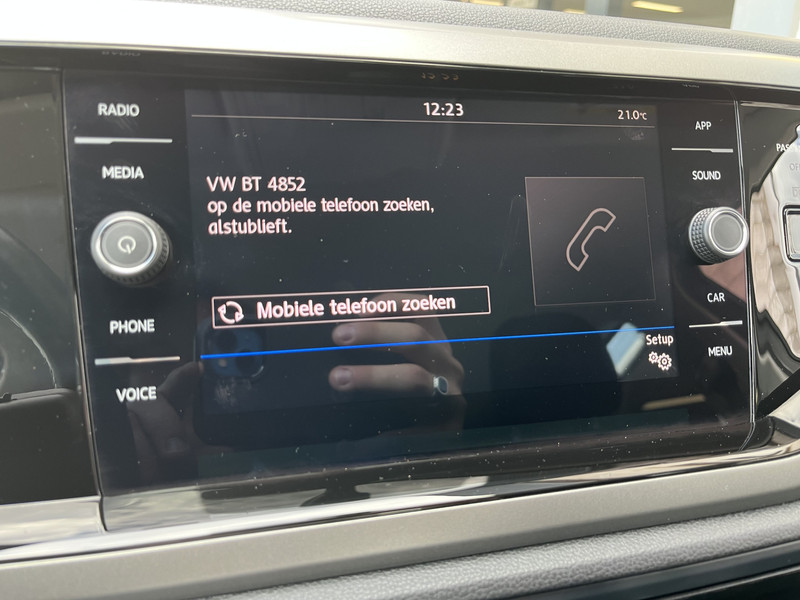 RADIO
MEDIA
PHONE
VOICE
12:23
21.0°C
VW BT 4852
op de mobiele telefoon zoeken,
alstublieft.
Mobiele telefoon zoeken
Setup
APP
SOUND
CAR
MENU